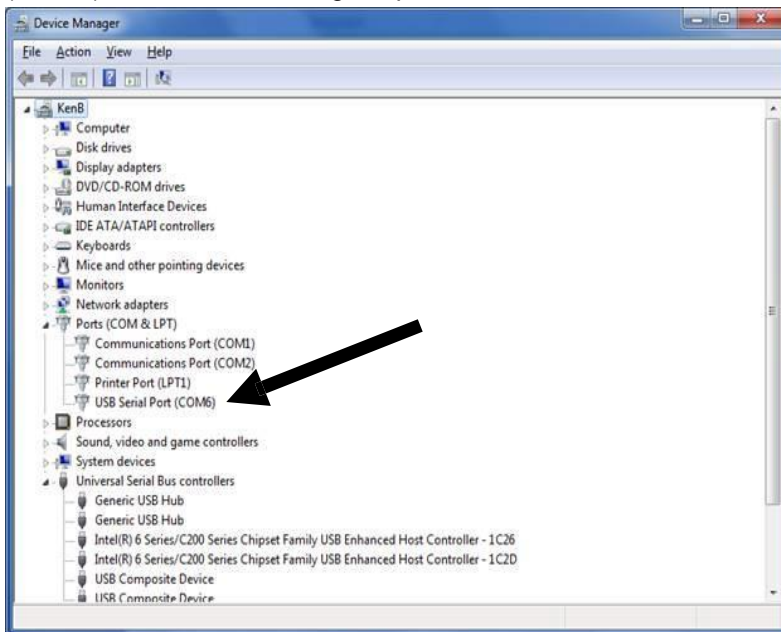 Device Manager
File Action View Help
KenB
Computer
Disk drives
Display adapters
DVD/CD-ROM drives
Human Interface Devices
IDE ATA/ATAPI controllers
Keyboards
Mice and other pointing devices
Monitors
Network adapters
Ports (COM & LPT)
Communications Port (COM1)
Communications Port (COM2)
Printer Port (LPT1)
USB Serial Port (COM6)
Processors
Sound, video and game controllers
System devices
Universal Serial Bus controllers
Generic USB Hub
Generic USB Hub
Intel(R) 6 Series/C200 Series Chipset Family USB Enhanced Host Controller - 1C26
Intel(R) 6 Series/C200 Series Chipset Family USB Enhanced Host Controller - 1C2D
USB Composite Device
USB Composite Device